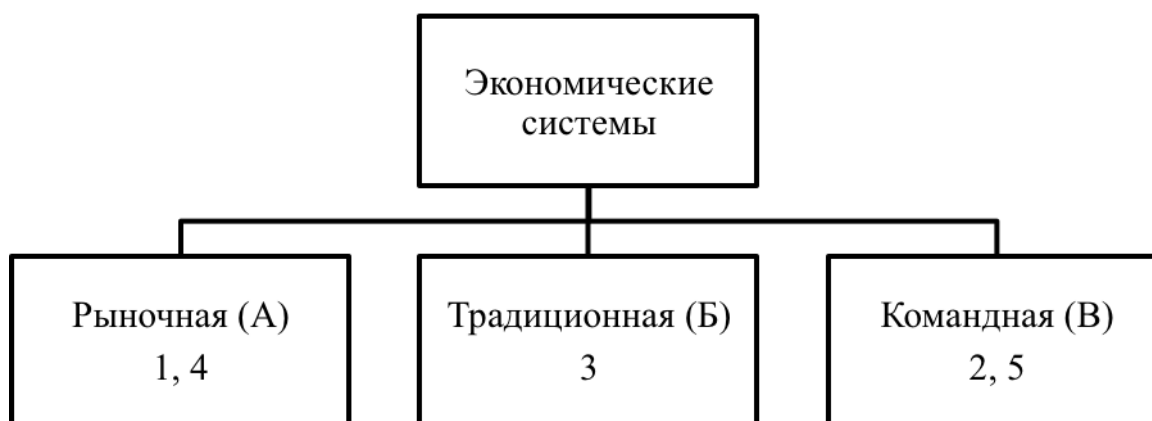 Экономические
системы
Рыночная (А)
1, 4
Традиционная (Б)
3
Командная (В)
2, 5